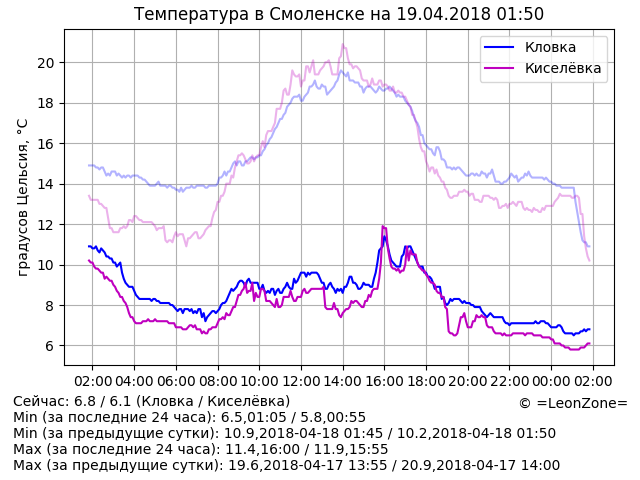 Температура в Смоленске на 19.04.2018 01:50
градусов Цельсия, °C
20
18
16
14
12
10
8
6
Кловка
Киселёвка
02:00 04:00 06:00 08:00 10:00 12:00 14:00 16:00 18:00 20:00 22:00 00:00 02:00
Сейчас: 6.8 / 6.1 (Кловка / Киселёвка)
© =LeonZone=
Min (за последние 24 часа): 6.5,01:05 / 5.8,00:55
Min (за предыдущие сутки): 10.9,2018-04-18 01:45 / 10.2,2018-04-18 01:50
Max (за последние 24 часа): 11.4,16:00 / 11.9,15:55
Max (за предыдущие сутки): 19.6,2018-04-17 13:55 / 20.9,2018-04-17 14:00